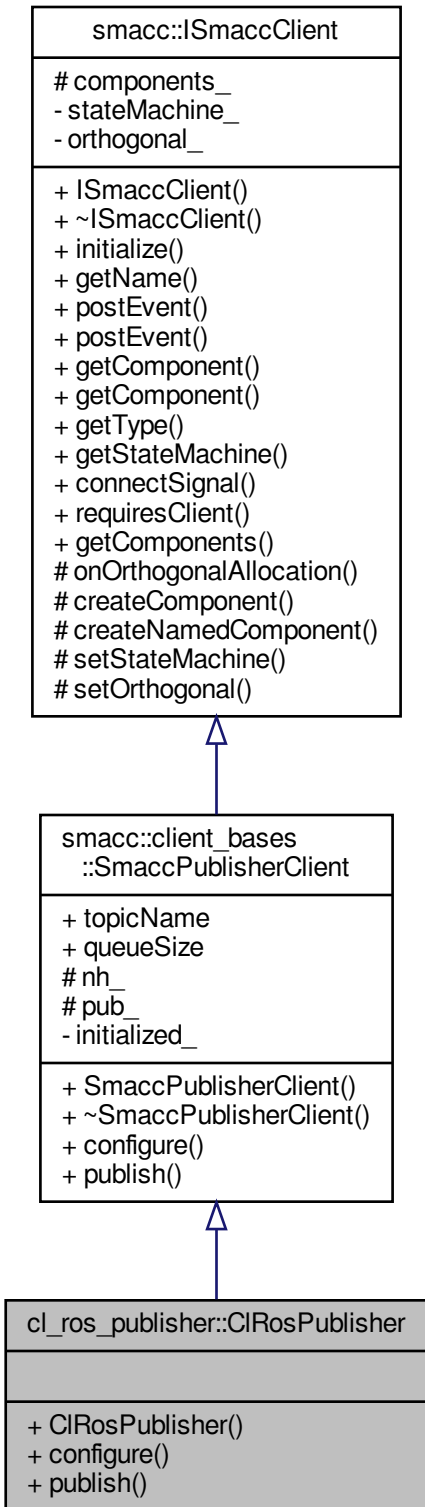 smacc::ISmaccClient
# components_
- stateMachine_
- orthogonal_
+ ISmaccClient()
+ ~ISmaccClient()
+ initialize()
+ getName()
+ postEvent()
+ postEvent()
+ getComponent()
+ getComponent()
+ getType()
+ getStateMachine()
+ connectSignal()
+ requiresClient()
+ getComponents()
# onOrthogonalAllocation()
# createComponent()
# createNamedComponent()
# setStateMachine()
# setOrthogonal()
smacc::client_bases
::SmaccPublisherClient
+ topicName
+ queueSize
# nh_
# pub_
- initialized_
+ SmaccPublisherClient()
+ ~SmaccPublisherClient()
+ configure()
+ publish()
cl_ros_publisher::ClRosPublisher
+ ClRosPublisher()
+ configure()
+ publish()